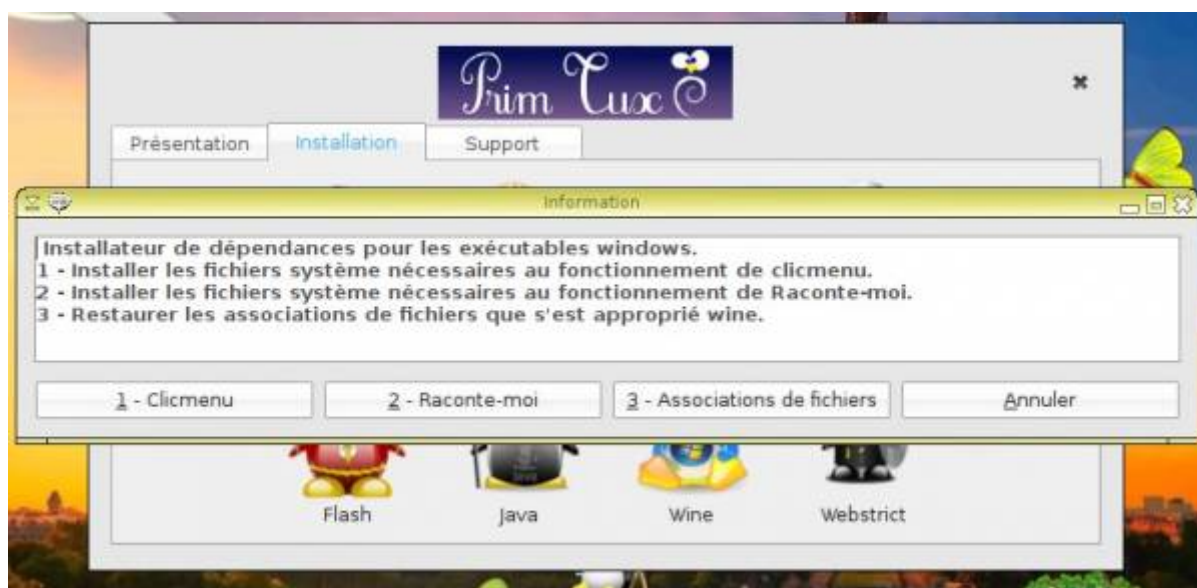 Prim Tux
Présentation
Installation
Support
Information
Installateur de dépendances pour les exécutables windows.
1 - Installer les fichiers système nécessaires au fonctionnement de clicmenu.
2 - Installer les fichiers système nécessaires au fonctionnement de Raconte-moi.
3 - Restaurer les associations de fichiers que s'est approprié wine.
1 - Clicmenu
2 - Raconte-moi
3 - Associations de fichiers
Annuler
Flash
Java
Wine
Webstrict